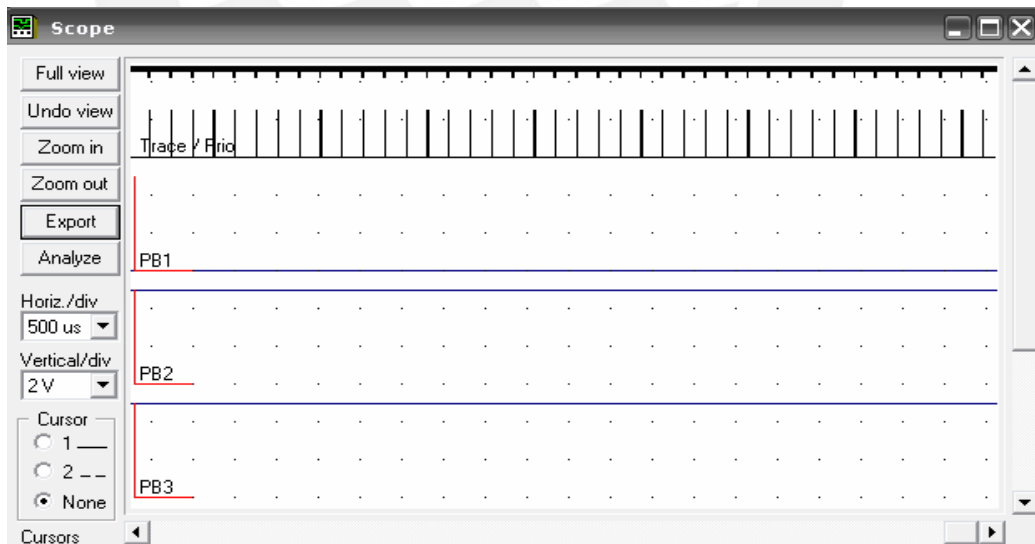 Scope
Full view
Undo view
Zoom in
Trace / Prio
Zoom out
Export
Analyze
PB1
Horiz./div
500 us
Vertical/div
PB2
2 V
Cursor
1
2
None
PB3
Cursors